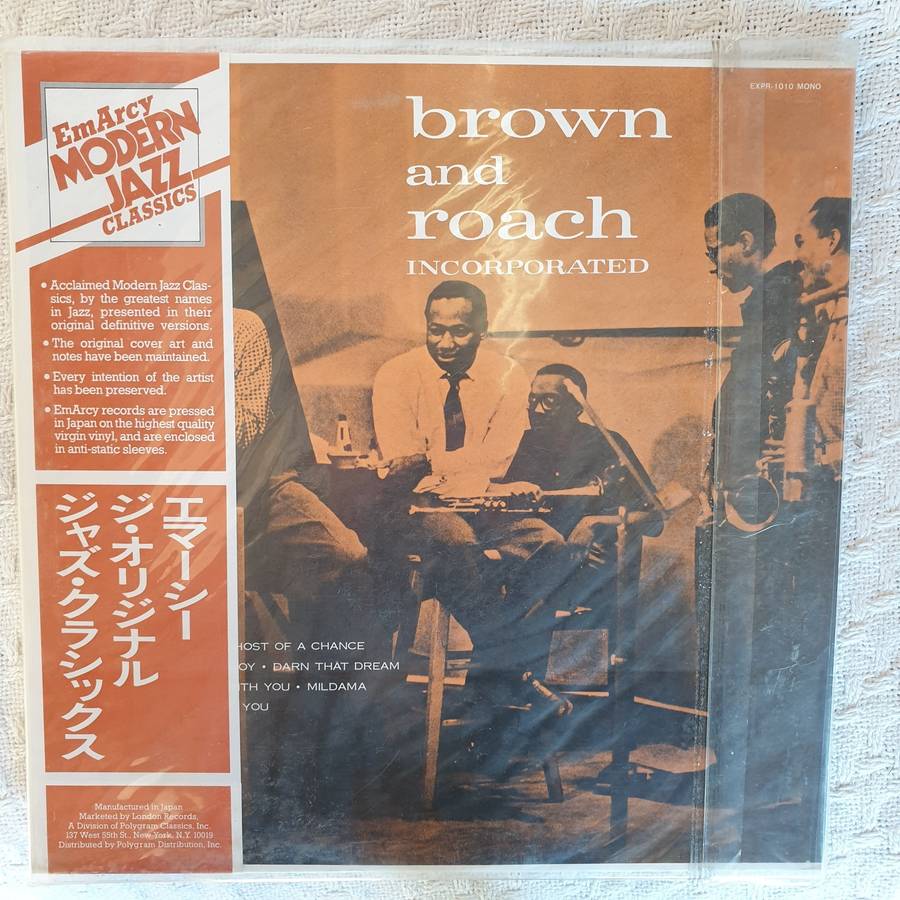 EmArcy
MODERN
JAZZ
CLASSICS
• Acclaimed Modern Jazz Clas-
sics, by the greatest names
in Jazz, presented in their
original definitive versions.
• The original cover art and
notes have been maintained.
• Every intention of the artist
has been preserved.
• EmArcy records are pressed
in Japan on the highest quality
virgin vinyl, and are enclosed
in anti-static sleeves.
エマーシー
ジ・オリジナル
ジャズ・クラシックス
Manufactured in Japan
Marketed by London Records,
A Division of Polygram Classics, Inc.
137 West 55th St., New York, N.Y. 10019
Distributed by Polygram Distribution, Inc.
EXPR-1010 MONO
brown
and
roach
INCORPORATED
HOST OF A CHANCE
OY • DARN THAT DREAM
ITH YOU • MILDAMA
YOU